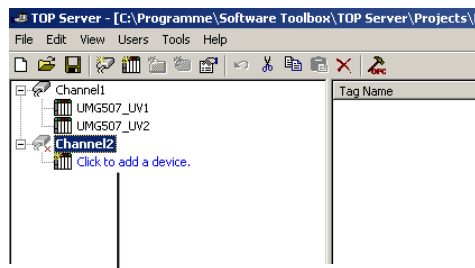 TOP Server - [C:\Programme\Software Toolbox\TOP Server\Projects\
File Edit View Users Tools Help
OPC
Channel1
Tag Name
UMG507_UV1
UMG507_UV2
Channel2
Click to add a device.